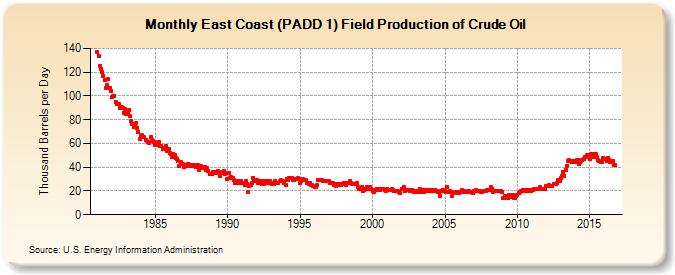 Monthly East Coast (PADD 1) Field Production of Crude Oil
Thousand Barrels per Day
140
120
100
80
60
40
20
0
1985 1990 1995 2000 2005 2010 2015
Source: U.S. Energy Information Administration